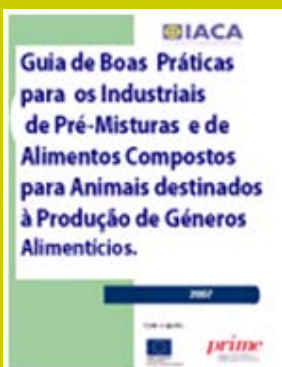 IACA
Guia de Boas Práticas
para os Industriais
de Pré-Misturas e de
Alimentos Compostos
para Animais destinados
à Produção de Géneros
Alimentícios.
2007
prime